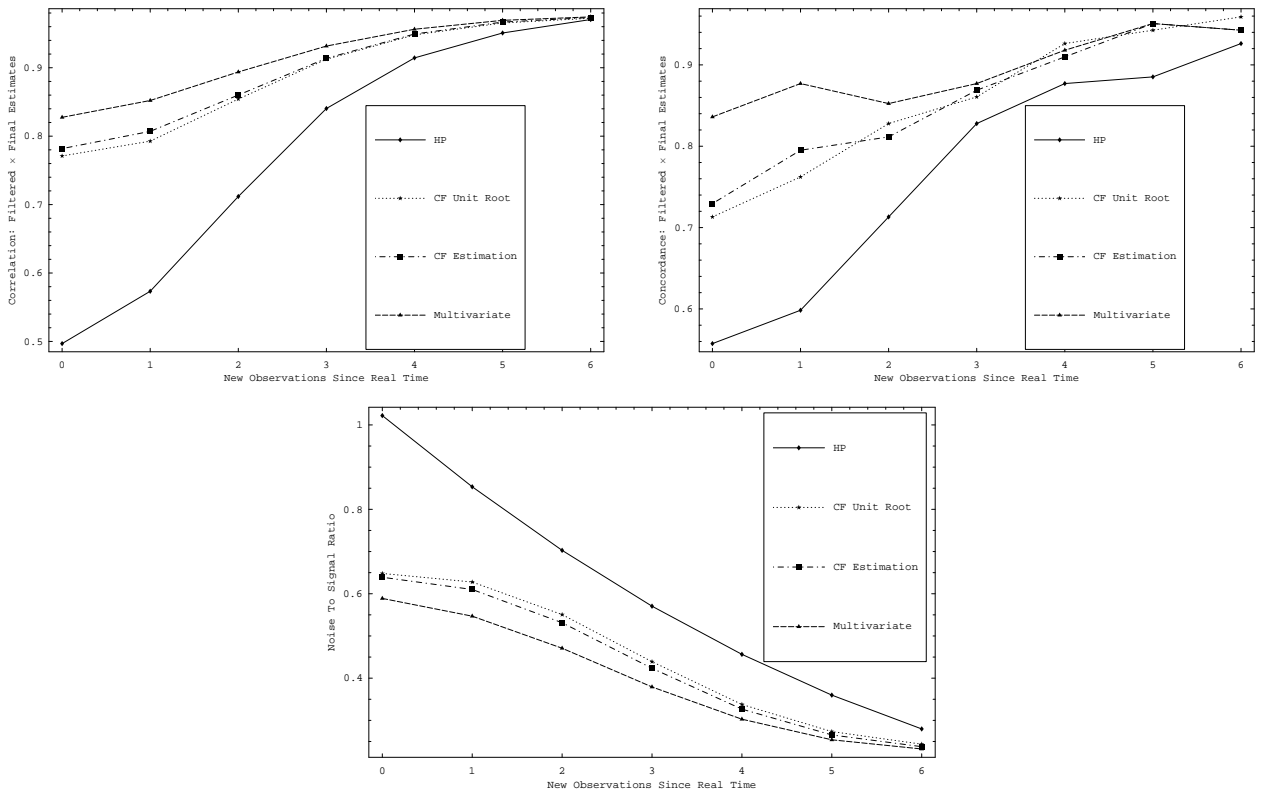 Correlation: Filtered × Final Estimates
0.9
0.8
0.7
0.6
0.5
HP
CF Unit Root
CF Estimation
Multivariate
0 1 2 3 4 5 6
New Observations Since Real Time
Concordance: Filtered × Final Estimates
0.9
0.8
0.7
0.6
HP
CF Unit Root
CF Estimation
Multivariate
0 1 2 3 4 5 6
New Observations Since Real Time
Noise To Signal Ratio
1
0.8
0.6
0.4
HP
CF Unit Root
CF Estimation
Multivariate
0 1 2 3 4 5 6
New Observations Since Real Time